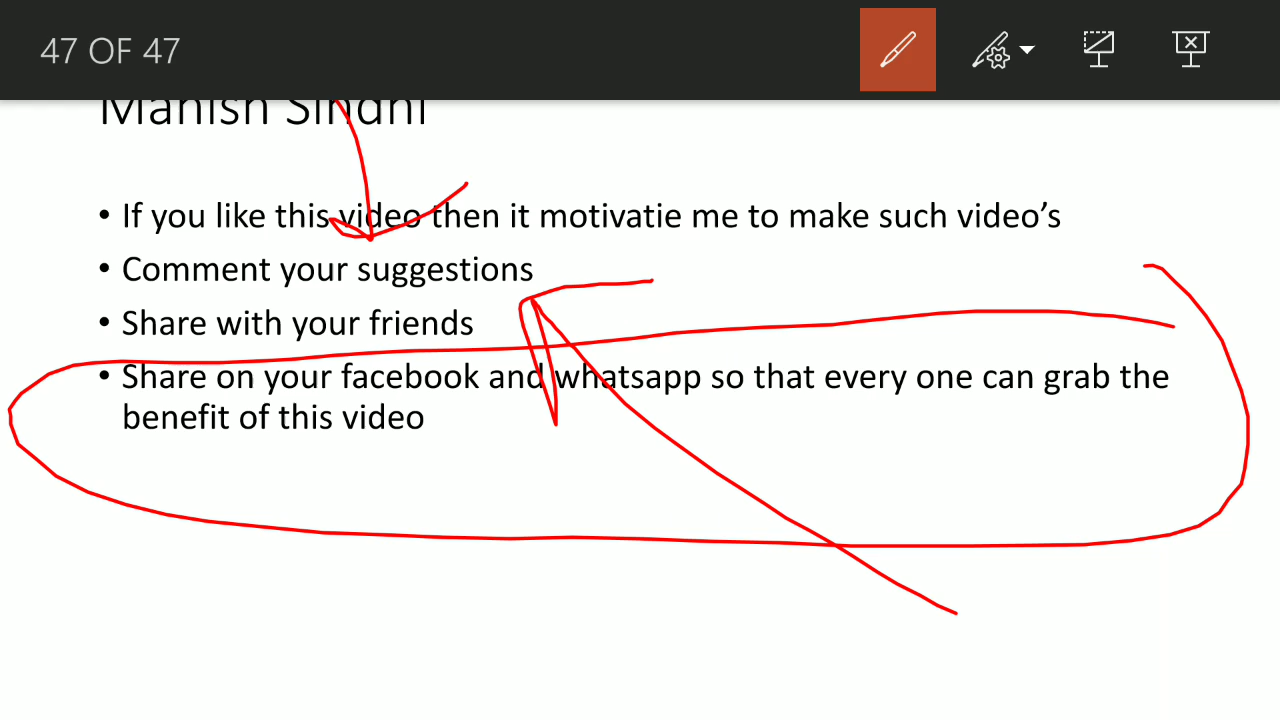 47 OF 47
Manish Sindhi
• If you like this video then it motivatie me to make such video's
• Comment your suggestions
• Share with your friends
• Share on your facebook and whatsapp so that every one can grab the
benefit of this video